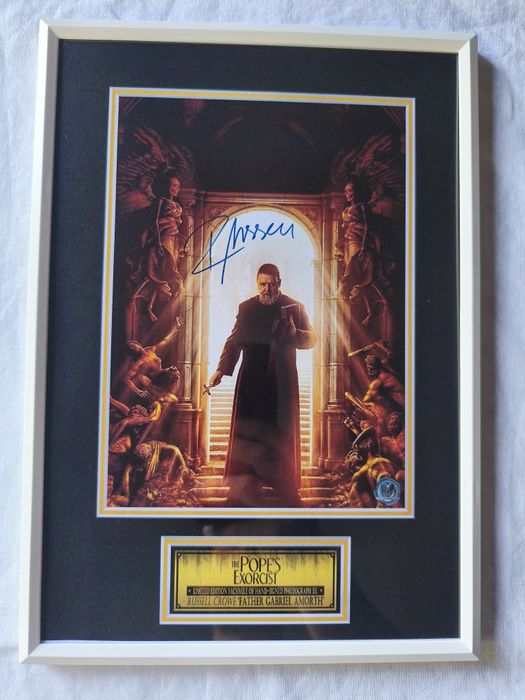 Russell
THE
POPE'S
EXORCIST
LIMITED EDITION FACSIMILE OF HAND-SIGNED PHOTOGRAPH BY:
RUSSELL CROWE 'FATHER GABRIEL AMORTH'